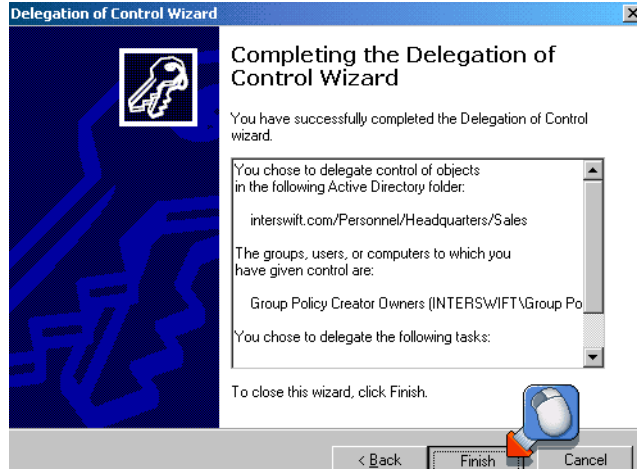 Delegation of Control Wizard
Completing the Delegation of
Control Wizard
You have successfully completed the Delegation of Control
wizard.
You chose to delegate control of objects
in the following Active Directory folder:
interswift.com/Personnel/Headquarters/Sales
The groups, users, or computers to which you
have given control are:
Group Policy Creator Owners (INTERSWIFT\Group Po
You chose to delegate the following tasks:
To close this wizard, click Finish.
< Back
Finish
Cancel